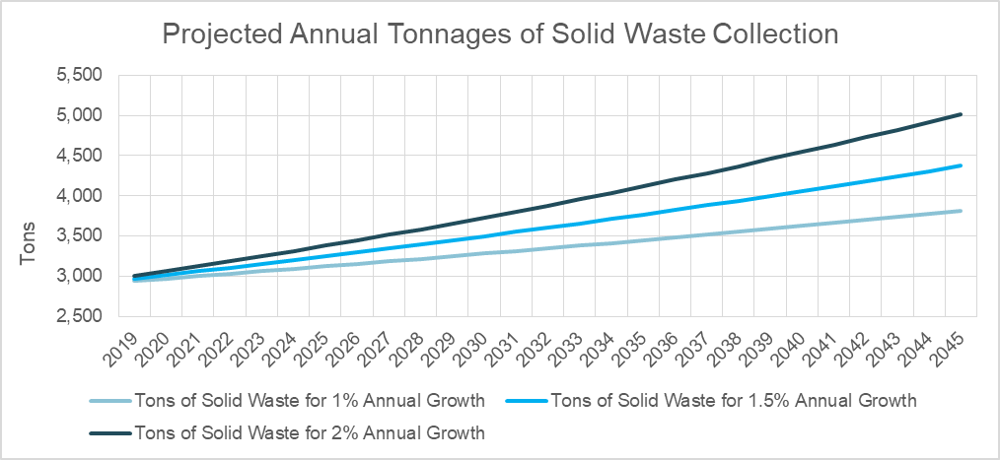 Projected Annual Tonnages of Solid Waste Collection
5,500
5,000
4,500
4,000
3,500
3,000
2,500
Tons
2019 2020 2021 2022 2023 2024 2025 2026 2027 2028 2029 2030 2031 2032 2033 2034 2035 2036 2037 2038 2039 2040 2041 2042 2043 2044 2045
Tons of Solid Waste for 1% Annual Growth Tons of Solid Waste for 1.5% Annual Growth
Tons of Solid Waste for 2% Annual Growth